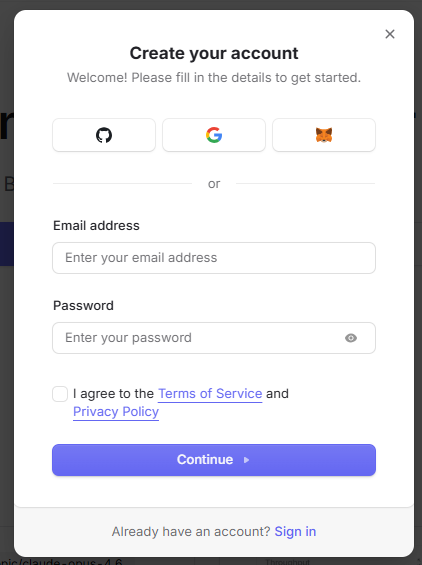 Create your account
Welcome! Please fill in the details to get started.
or
Email address
Enter your email address
Password
Enter your password
I agree to the Terms of Service and
Privacy Policy
Continue
Already have an account? Sign in